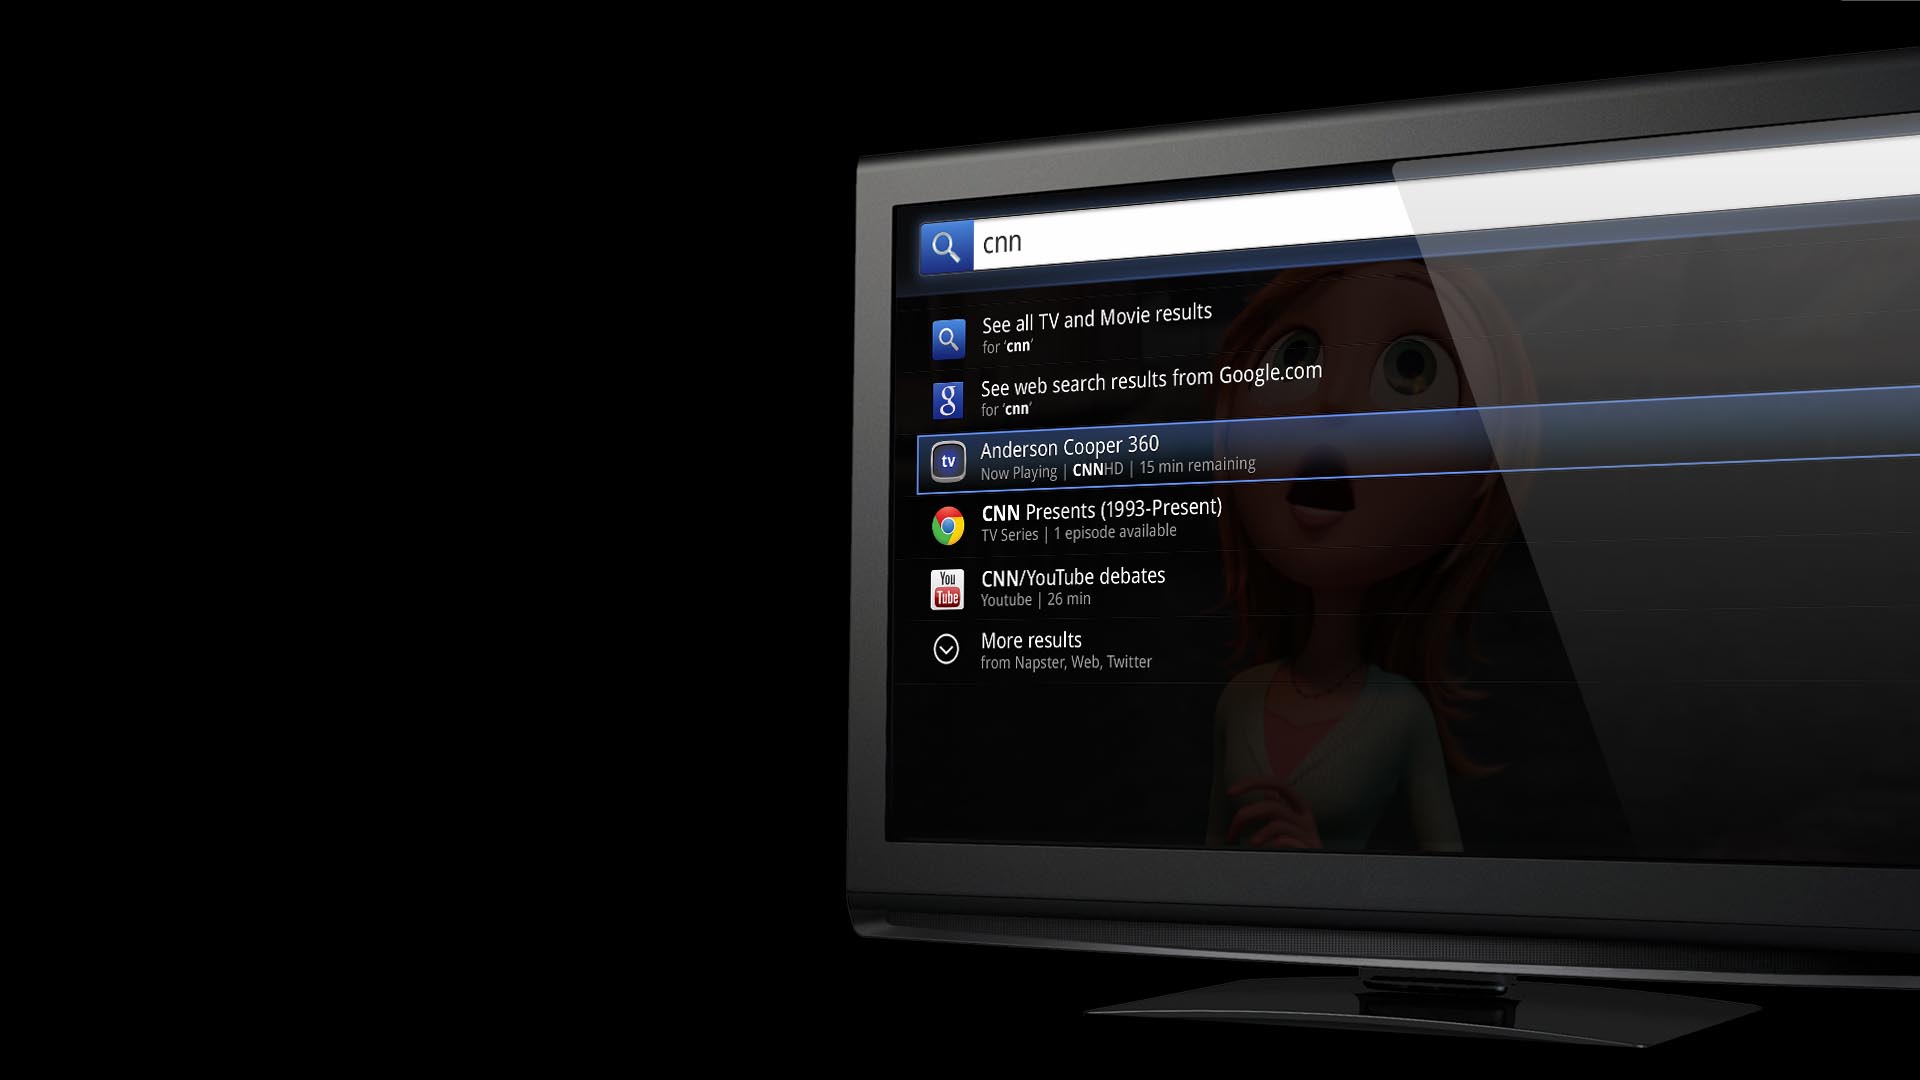 cnn
See all TV and Movie results
for 'cnn'
g
See web search results from Google.com
for 'cnn'
tv
Anderson Cooper 360
Now Playing | CNNHD | 15 min remaining
CNN Presents (1993-Present)
TV Series | 1 episode available
You
Tube
CNN/YouTube debates
Youtube | 26 min
More results
from Napster, Web, Twitter